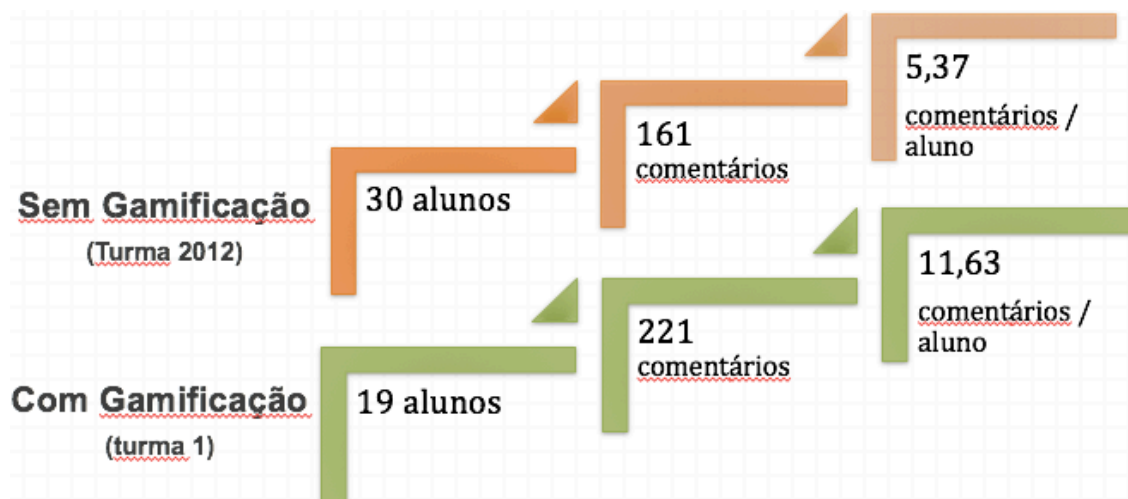 Sem Gamificação
(Turma 2012)
30 alunos
161
comentários
5,37
comentários /
aluno
Com Gamificação
(turma 1)
19 alunos
221
comentários
11,63
comentários /
aluno